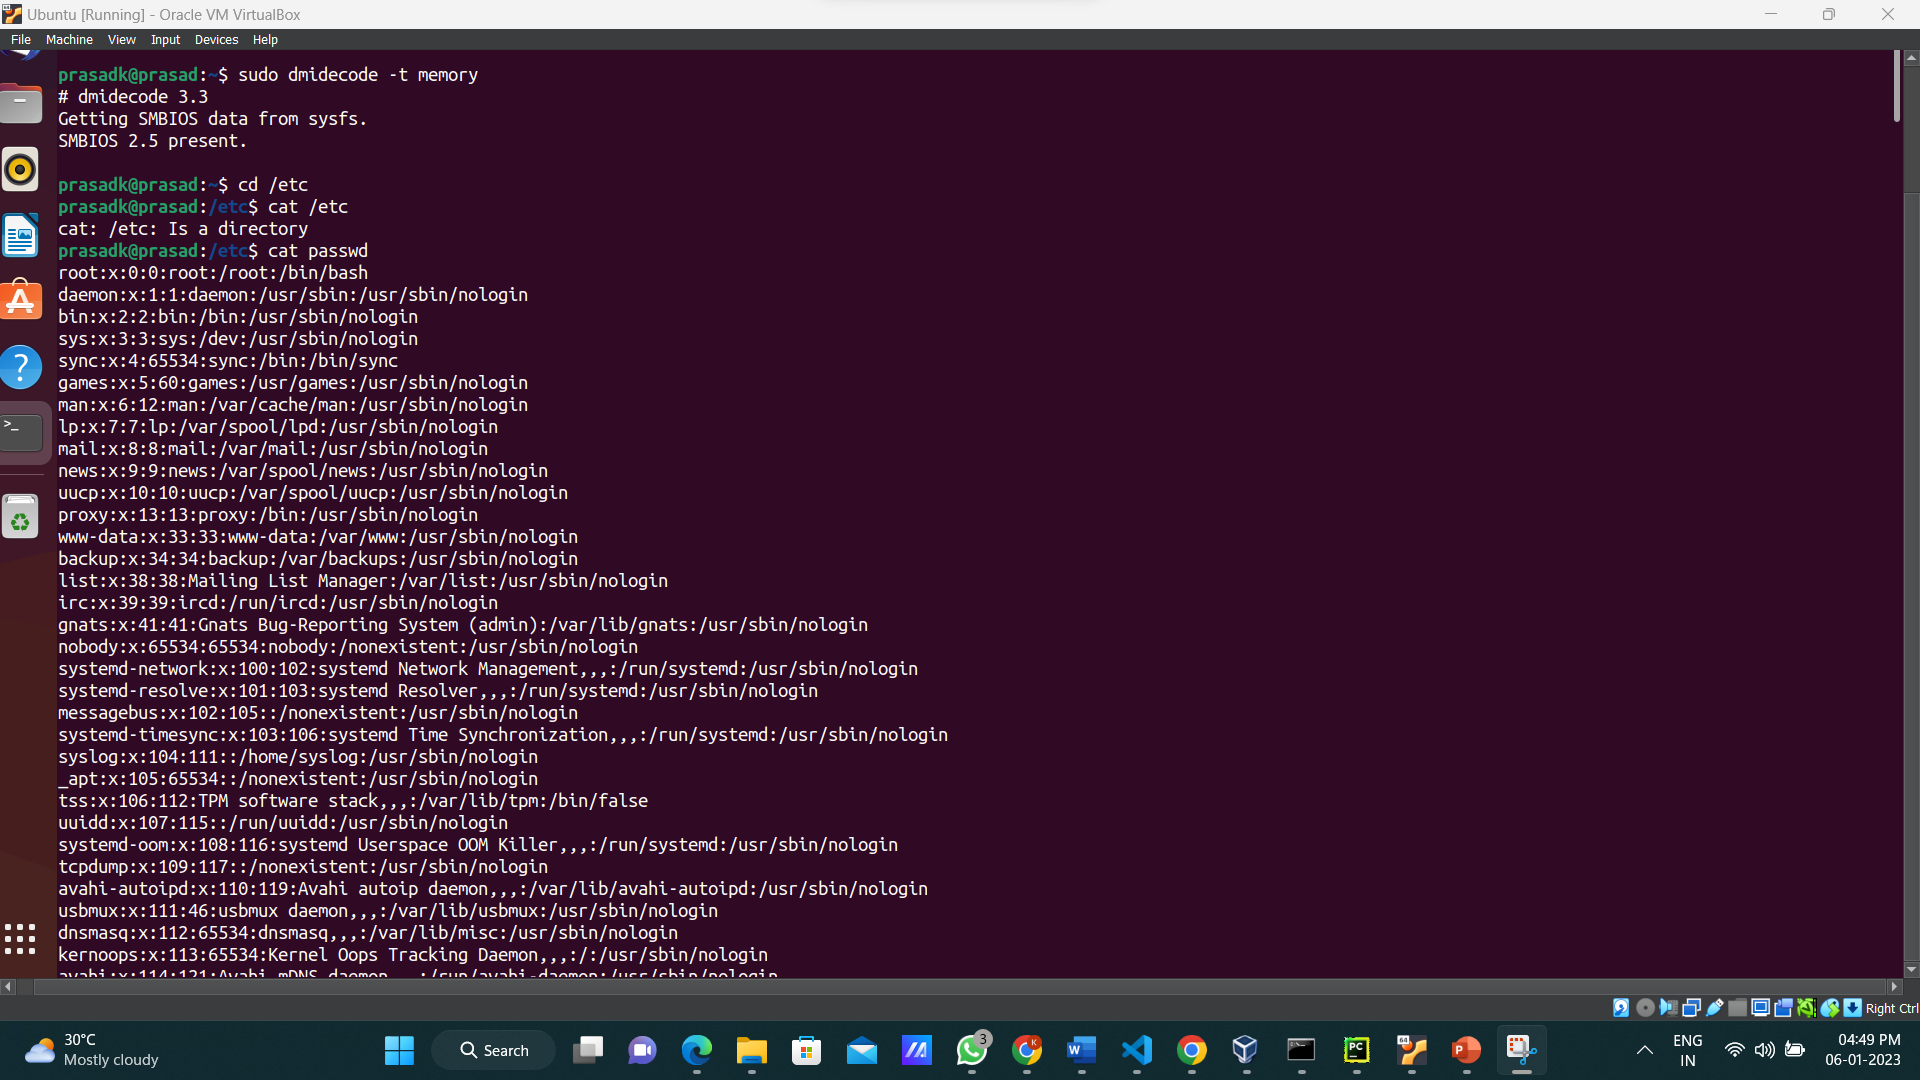 Ubuntu [Running] - Oracle VM VirtualBox
File Machine View Input Devices Help
prasadk@prasad:~$ sudo dmidecode -t memory
# dmidecode 3.3
Getting SMBIOS data from sysfs.
SMBIOS 2.5 present.
prasadk@prasad:~$ cd /etc
prasadk@prasad:/etc$ cat /etc
cat: /etc: Is a directory
prasadk@prasad:/etc$ cat passwd
root:x:0:0:root:/root:/bin/bash
daemon:x:1:1:daemon:/usr/sbin:/usr/sbin/nologin
bin:x:2:2:bin:/bin:/usr/sbin/nologin
sys:x:3:3:sys:/dev:/usr/sbin/nologin
sync:x:4:65534:sync:/bin:/bin/sync
games:x:5:60:games:/usr/games:/usr/sbin/nologin
man:x:6:12:man:/var/cache/man:/usr/sbin/nologin
lp:x:7:7:lp:/var/spool/lpd:/usr/sbin/nologin
mail:x:8:8:mail:/var/mail:/usr/sbin/nologin
news:x:9:9:news:/var/spool/news:/usr/sbin/nologin
uucp:x:10:10:uucp:/var/spool/uucp:/usr/sbin/nologin
proxy:x:13:13:proxy:/bin:/usr/sbin/nologin
www-data:x:33:33:www-data:/var/www:/usr/sbin/nologin
backup:x:34:34:backup:/var/backups:/usr/sbin/nologin
list:x:38:38:Mailing List Manager:/var/list:/usr/sbin/nologin
irc:x:39:39:ircd:/run/ircd:/usr/sbin/nologin
gnats:x:41:41:Gnats Bug-Reporting System (admin):/var/lib/gnats:/usr/sbin/nologin
nobody:x:65534:65534:nobody:/nonexistent:/usr/sbin/nologin
systemd-network:x:100:102:systemd Network Management,,,:/run/systemd:/usr/sbin/nologin
systemd-resolve:x:101:103:systemd Resolver,,,:/run/systemd:/usr/sbin/nologin
messagebus:x:102:105::/nonexistent:/usr/sbin/nologin
systemd-timesync:x:103:106:systemd Time Synchronization,,,:/run/systemd:/usr/sbin/nologin
syslog:x:104:111::/home/syslog:/usr/sbin/nologin
_apt:x:105:65534::/nonexistent:/usr/sbin/nologin
tss:x:106:112:TPM software stack,,,:/var/lib/tpm:/bin/false
uuidd:x:107:115::/run/uuidd:/usr/sbin/nologin
systemd-oom:x:108:116:systemd Userspace OOM Killer,,,:/run/systemd:/usr/sbin/nologin
tcpdump:x:109:117::/nonexistent:/usr/sbin/nologin
avahi-autoipd:x:110:119:Avahi autoip daemon,,,:/var/lib/avahi-autoipd:/usr/sbin/nologin
usbmux:x:111:46:usbmux daemon,,,:/var/lib/usbmux:/usr/sbin/nologin
dnsmasq:x:112:65534:dnsmasq,,,:/var/lib/misc:/usr/sbin/nologin
kernoops:x:113:65534:Kernel Oops Tracking Daemon,,,:/:/usr/sbin/nologin
avahi:x:114:121:Avahi mDNS daemon,,,:/run/avahi-daemon:/usr/sbin/nologin
Right Ctrl
30°C
Mostly cloudy
Search
3
K
ENG
IN
04:49 PM
06-01-2023